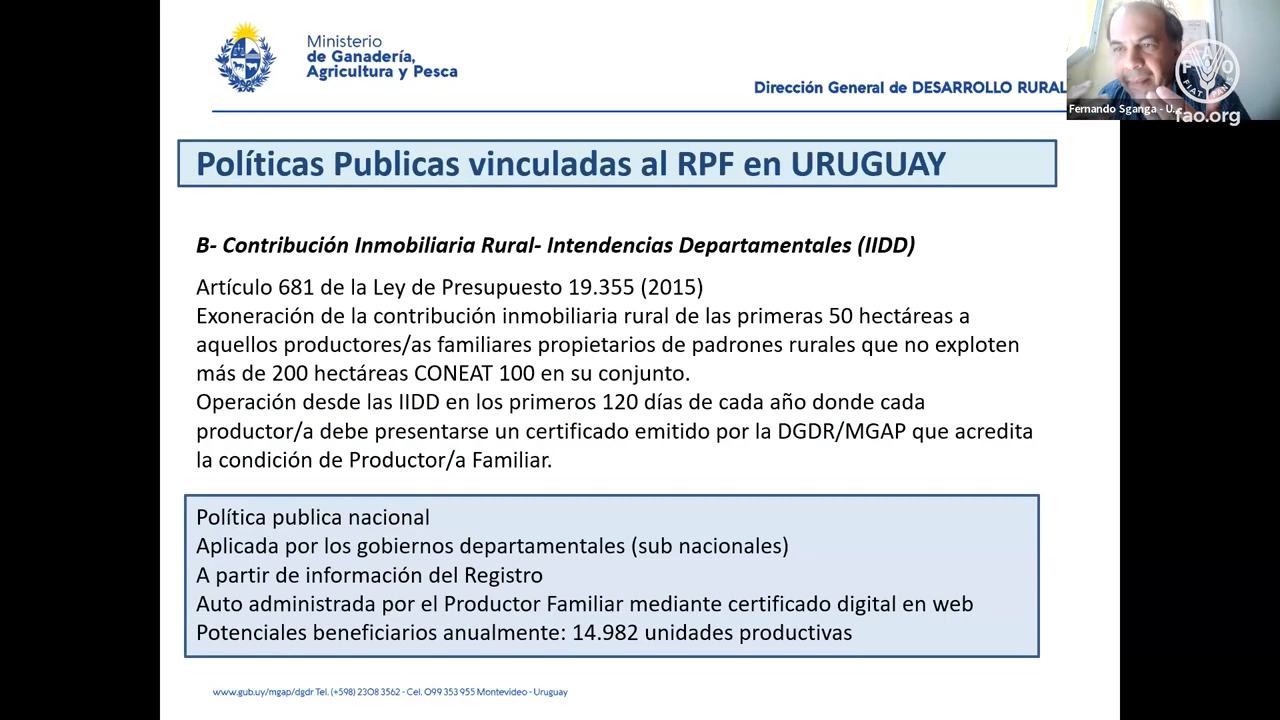 Ministerio
de Ganadería,
Agricultura y Pesca
Dirección General de DESARROLLO RURAL
Fernando Sganga - U...
FAO
FIAT PANIS
fao.org
Políticas Publicas vinculadas al RPF en URUGUAY
B- Contribución Inmobiliaria Rural- Intendencias Departamentales (IIDD)
Artículo 681 de la Ley de Presupuesto 19.355 (2015)
Exoneración de la contribución inmobiliaria rural de las primeras 50 hectáreas a
aquellos productores/as familiares propietarios de padrones rurales que no exploten
más de 200 hectáreas CONEAT 100 en su conjunto.
Operación desde las IIDD en los primeros 120 días de cada año donde cada
productor/a debe presentarse un certificado emitido por la DGDR/MGAP que acredita
la condición de Productor/a Familiar.
Política publica nacional
Aplicada por los gobiernos departamentales (sub nacionales)
A partir de información del Registro
Auto administrada por el Productor Familiar mediante certificado digital en web
Potenciales beneficiarios anualmente: 14.982 unidades productivas
www.gub.uy/mgap/dgdr Tel. (+598) 2308 3562 - Cel. 099 353 955 Montevideo - Uruguay